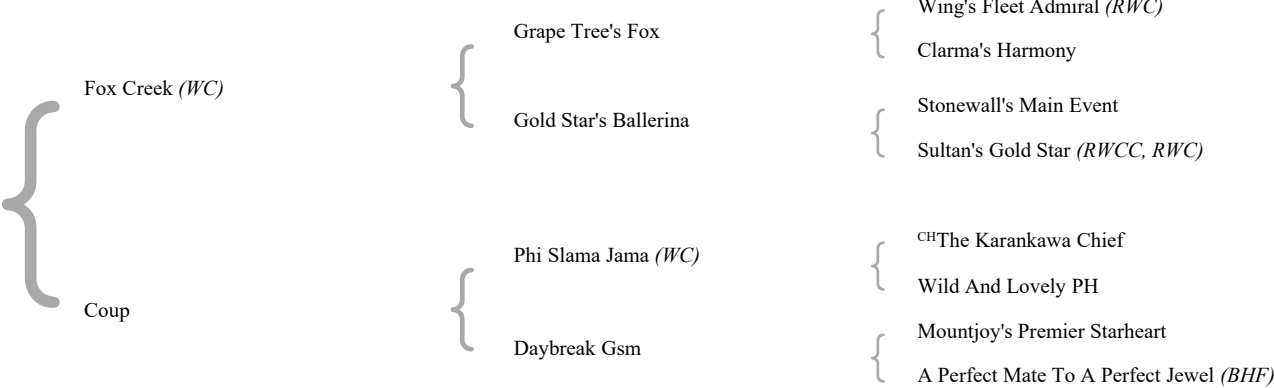 Wing's Fleet Admiral (RWC)
Grape Tree's Fox
Clarma's Harmony
Fox Creek (WC)
Stonewall's Main Event
Gold Star's Ballerina
Sultan's Gold Star (RWCC, RWC)
CHThe Karankawa Chief
Phi Slama Jama (WC)
Wild And Lovely PH
Coup
Mountjoy's Premier Starheart
Daybreak Gsm
A Perfect Mate To A Perfect Jewel (BHF)